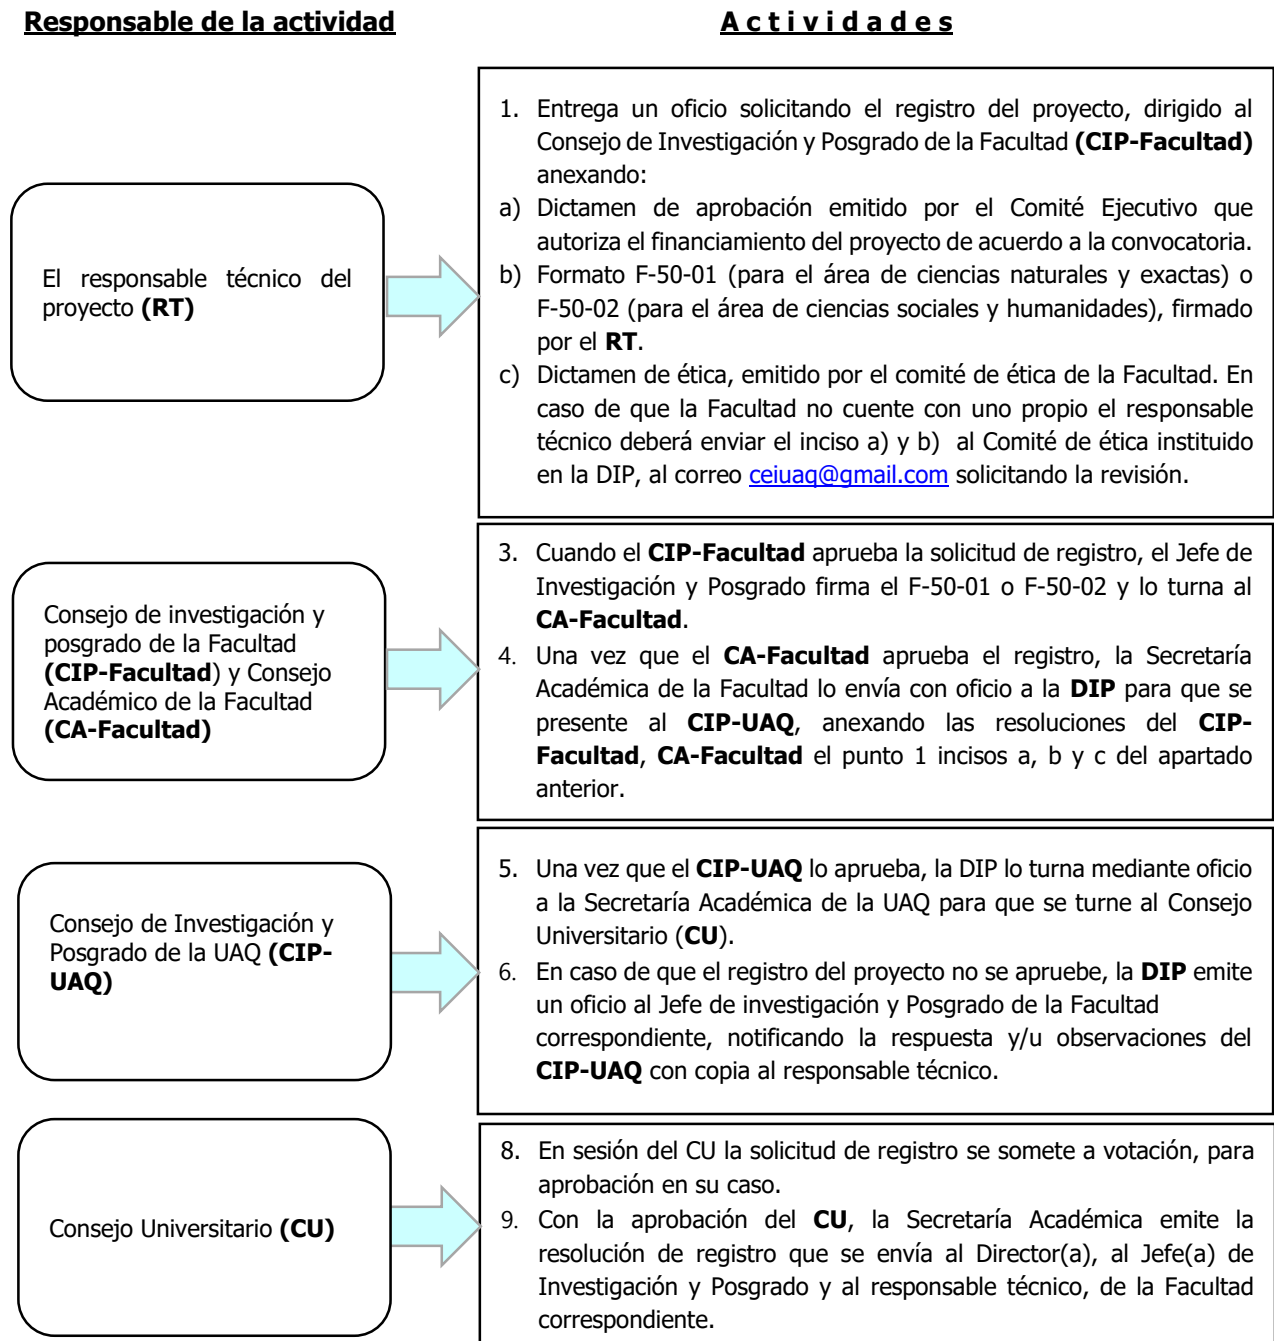 Responsable de la actividad
A c t i v i d a d e s
El responsable técnico del
proyecto (RT)
1. Entrega un oficio solicitando el registro del proyecto, dirigido al
Consejo de Investigación y Posgrado de la Facultad (CIP-Facultad)
anexando:
a) Dictamen de aprobación emitido por el Comité Ejecutivo que
autoriza el financiamiento del proyecto de acuerdo a la convocatoria.
b) Formato F-50-01 (para el área de ciencias naturales y exactas) o
F-50-02 (para el área de ciencias sociales y humanidades), firmado
por el RT.
c) Dictamen de ética, emitido por el comité de ética de la Facultad. En
caso de que la Facultad no cuente con uno propio el responsable
técnico deberá enviar el inciso a) y b) al Comité de ética instituido
en la DIP, al correo ceiuaq@gmail.com solicitando la revisión.
Consejo de investigación y
posgrado de la Facultad
(CIP-Facultad) y Consejo
Académico de la Facultad
(CA-Facultad)
3. Cuando el CIP-Facultad aprueba la solicitud de registro, el Jefe de
Investigación y Posgrado firma el F-50-01 o F-50-02 y lo turna al
CA-Facultad.
4. Una vez que el CA-Facultad aprueba el registro, la Secretaría
Académica de la Facultad lo envía con oficio a la DIP para que se
presente al CIP-UAQ, anexando las resoluciones del CIP-
Facultad, CA-Facultad el punto 1 incisos a, b y c del apartado
anterior.
Consejo de Investigación y
Posgrado de la UAQ (CIP-
UAQ)
5. Una vez que el CIP-UAQ lo aprueba, la DIP lo turna mediante oficio
a la Secretaría Académica de la UAQ para que se turne al Consejo
Universitario (CU).
6. En caso de que el registro del proyecto no se apruebe, la DIP emite
un oficio al Jefe de investigación y Posgrado de la Facultad
correspondiente, notificando la respuesta y/u observaciones del
CIP-UAQ con copia al responsable técnico.
Consejo Universitario (CU)
8. En sesión del CU la solicitud de registro se somete a votación, para
aprobación en su caso.
9. Con la aprobación del CU, la Secretaría Académica emite la
resolución de registro que se envía al Director(a), al Jefe(a) de
Investigación y Posgrado y al responsable técnico, de la Facultad
correspondiente.